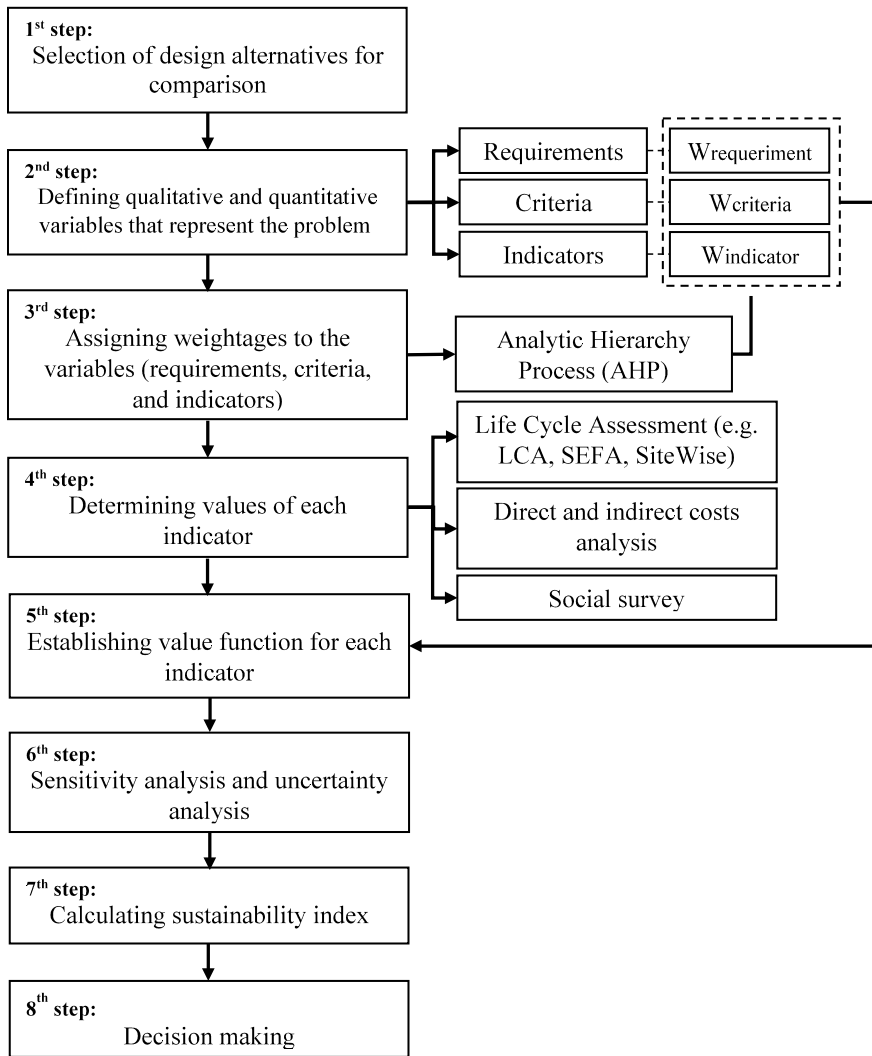 1st step:
Selection of design alternatives for
comparison
2nd step:
Defining qualitative and quantitative
variables that represent the problem
Requirements
Wrequeriment
Criteria
Wcriteria
Indicators
Windicator
3rd step:
Assigning weightages to the
variables (requirements, criteria,
and indicators)
Analytic Hierarchy
Process (AHP)
4th step:
Determining values of each
indicator
Life Cycle Assessment (e.g.
LCA, SEFA, SiteWise)
Direct and indirect costs
analysis
Social survey
5th step:
Establishing value function for each
indicator
6th step:
Sensitivity analysis and uncertainty
analysis
7th step:
Calculating sustainability index
8th step:
Decision making